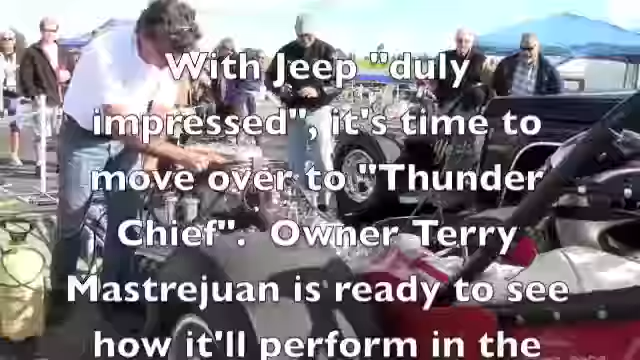 With Jeep "duly
impressed", it's time to
move over to "Thunder
Chief".  Owner Terry
Mastrejuan is ready to see
how it'll perform in the